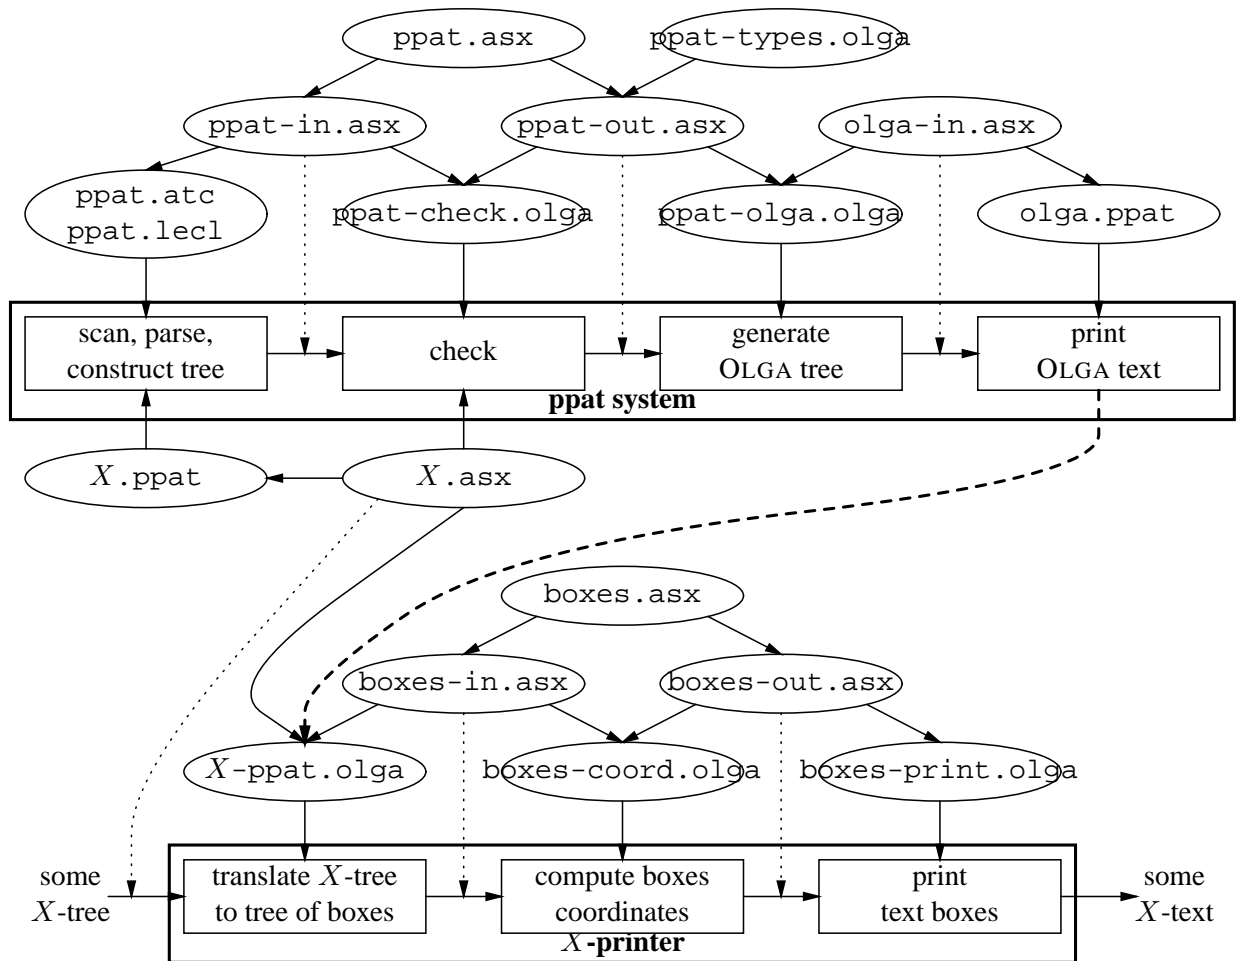 ppat.asx
ppat-types.olga
ppat-in.asx
ppat-out.asx
olga-in.asx
ppat.atc
ppat.lecl
ppat-check.olga
ppat-olga.olga
olga.ppat
scan, parse,
construct tree
check
generate
OLGA tree
print
OLGA text
ppat system
X.ppat
X.asx
boxes.asx
boxes-in.asx
boxes-out.asx
X-ppat.olga
boxes-coord.olga
boxes-print.olga
some
X-tree
translate X-tree
to tree of boxes
compute boxes
coordinates
print
text boxes
some
X-text
X-printer